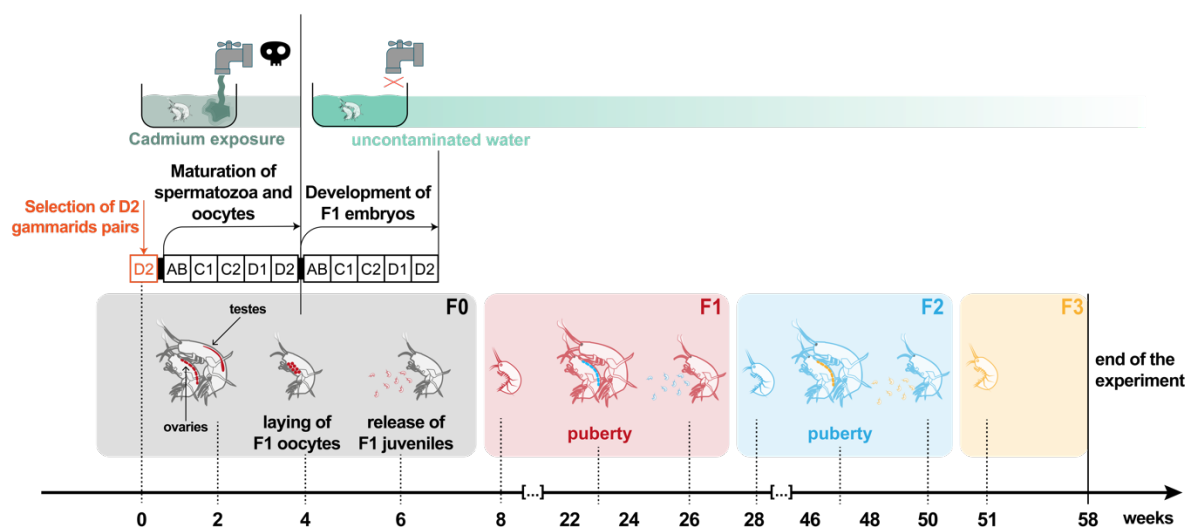 Cadmium exposure
uncontaminated water
Maturation of
spermatozoa and
oocytes
Development of
F1 embryos
Selection of D2
gammarids pairs
D2 AB C1 C2 D1 D2 AB C1 C2 D1 D2
F0
F1
F2
F3
testes
ovaries
laying of
F1 oocytes
release of
F1 juveniles
puberty
puberty
end of the
experiment
[...] [...]
0 2 4 6 8 22 24 26 28 46 48 50 51 58 weeks